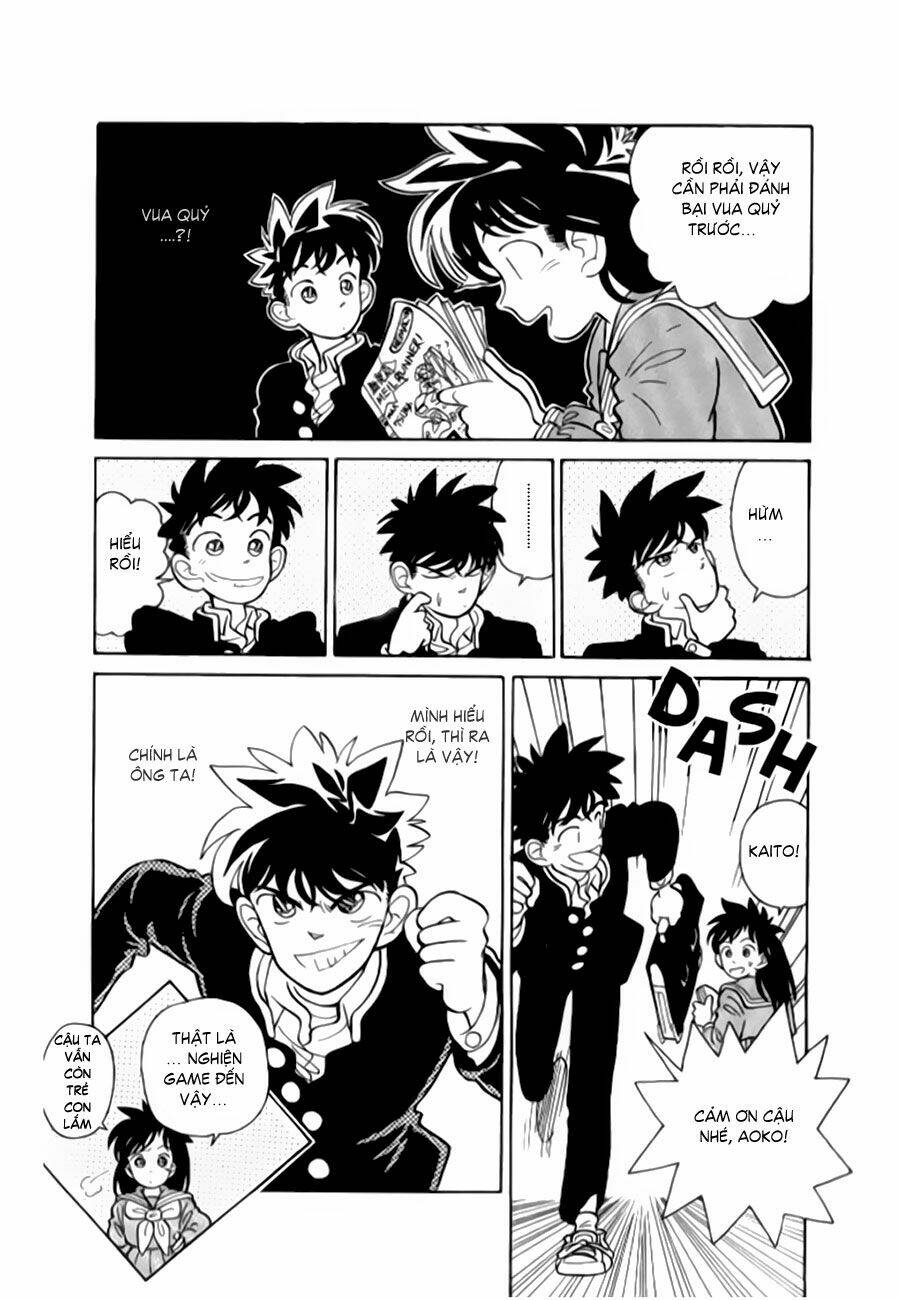 RỒI RỒI, VẬY
CẦN PHẢI ĐÁNH
BẠI VUA QUỶ
TRƯỚC...
VUA QUỶ
....?!
HỪM
...
..........
HIỂU
RỒI!
DASH
KAITO!
CẢM ƠN CẬU
NHÉ, AOKO!
MÌNH HIỂU
RỒI, THÌ RA
LÀ VẬY!
CHÍNH LÀ
ÔNG TA!
THẬT LÀ
... NGHIỆN
GAME ĐẾN
VẬY...
CẬU TA
VẪN
CÒN
TRẺ
CON
LẮM